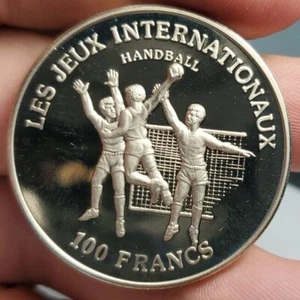 LES JEUX INTERNATIONAUX
HANDBALL
100 FRANCS